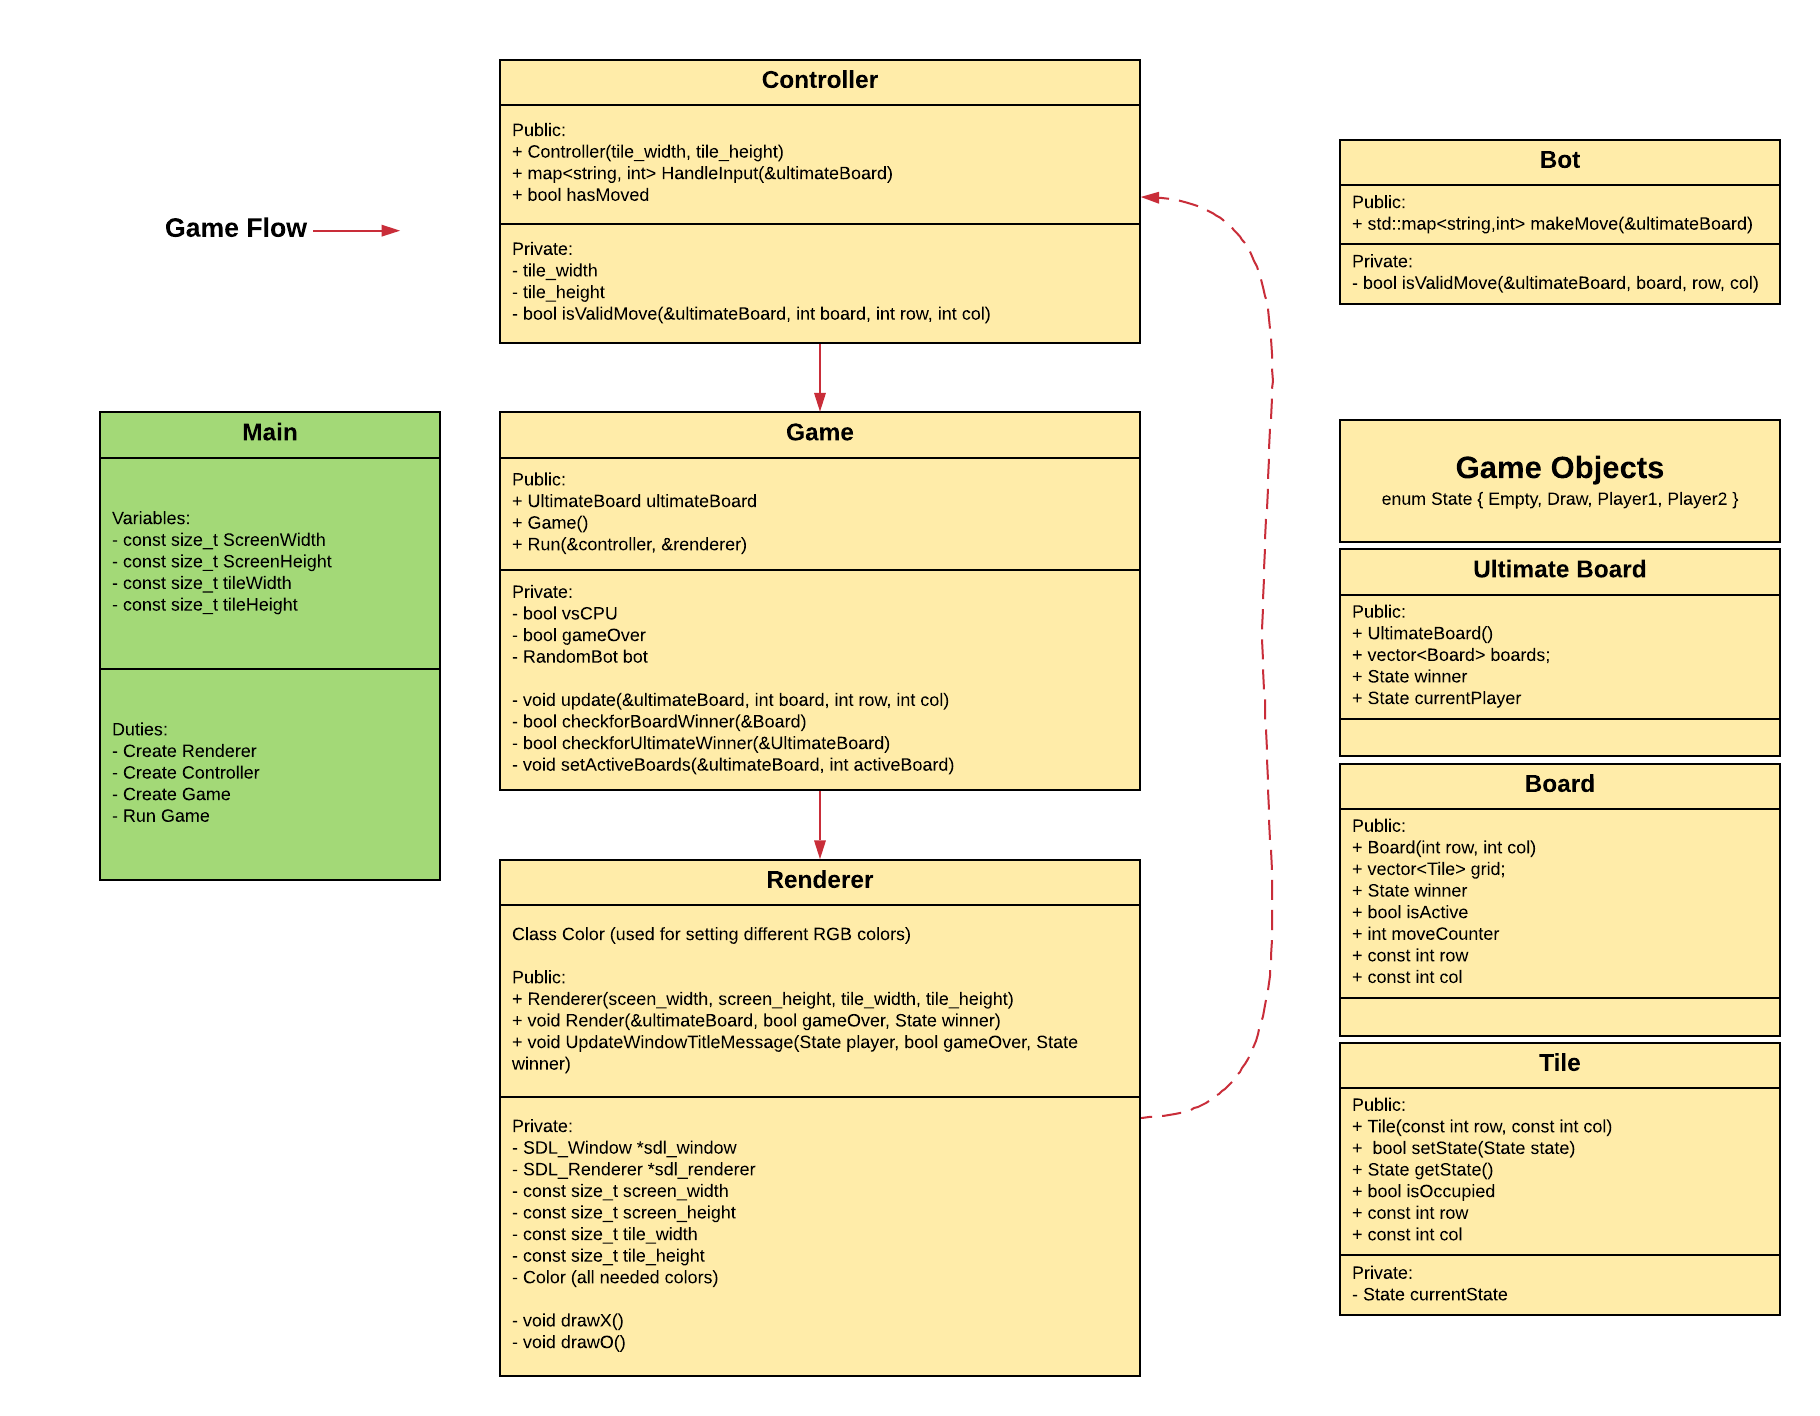 Game Flow
Controller
Public:
+ Controller(tile_width, tile_height)
+ map<string, int> HandleInput(&ultimateBoard)
+ bool hasMoved
Private:
- tile_width
- tile_height
- bool isValidMove(&ultimateBoard, int board, int row, int col)
Main
Variables:
- const size_t ScreenWidth
- const size_t ScreenHeight
- const size_t tileWidth
- const size_t tileHeight
Duties:
- Create Renderer
- Create Controller
- Create Game
- Run Game
Game
Public:
+ UltimateBoard ultimateBoard
+ Game()
+ Run(&controller, &renderer)
Private:
- bool vsCPU
- bool gameOver
- RandomBot bot
- void update(&ultimateBoard, int board, int row, int col)
- bool checkforBoardWinner(&Board)
- bool checkforUltimateWinner(&UltimateBoard)
- void setActiveBoards(&ultimateBoard, int activeBoard)
Renderer
Class Color (used for setting different RGB colors)
Public:
+ Renderer(sceen_width, screen_height, tile_width, tile_height)
+ void Render(&ultimateBoard, bool gameOver, State winner)
+ void UpdateWindowTitleMessage(State player, bool gameOver, State
winner)
Private:
- SDL_Window *sdl_window
- SDL_Renderer *sdl_renderer
- const size_t screen_width
- const size_t screen_height
- const size_t tile_width
- const size_t tile_height
- Color (all needed colors)
- void drawX()
- void drawO()
Bot
Public:
+ std::map<string,int> makeMove(&ultimateBoard)
Private:
- bool isValidMove(&ultimateBoard, board, row, col)
Game Objects
enum State { Empty, Draw, Player1, Player2 }
Ultimate Board
Public:
+ UltimateBoard()
+ vector<Board> boards;
+ State winner
+ State currentPlayer
Board
Public:
+ Board(int row, int col)
+ vector<Tile> grid;
+ State winner
+ bool isActive
+ int moveCounter
+ const int row
+ const int col
Tile
Public:
+ Tile(const int row, const int col)
+  bool setState(State state)
+ State getState()
+ bool isOccupied
+ const int row
+ const int col
Private:
- State currentState